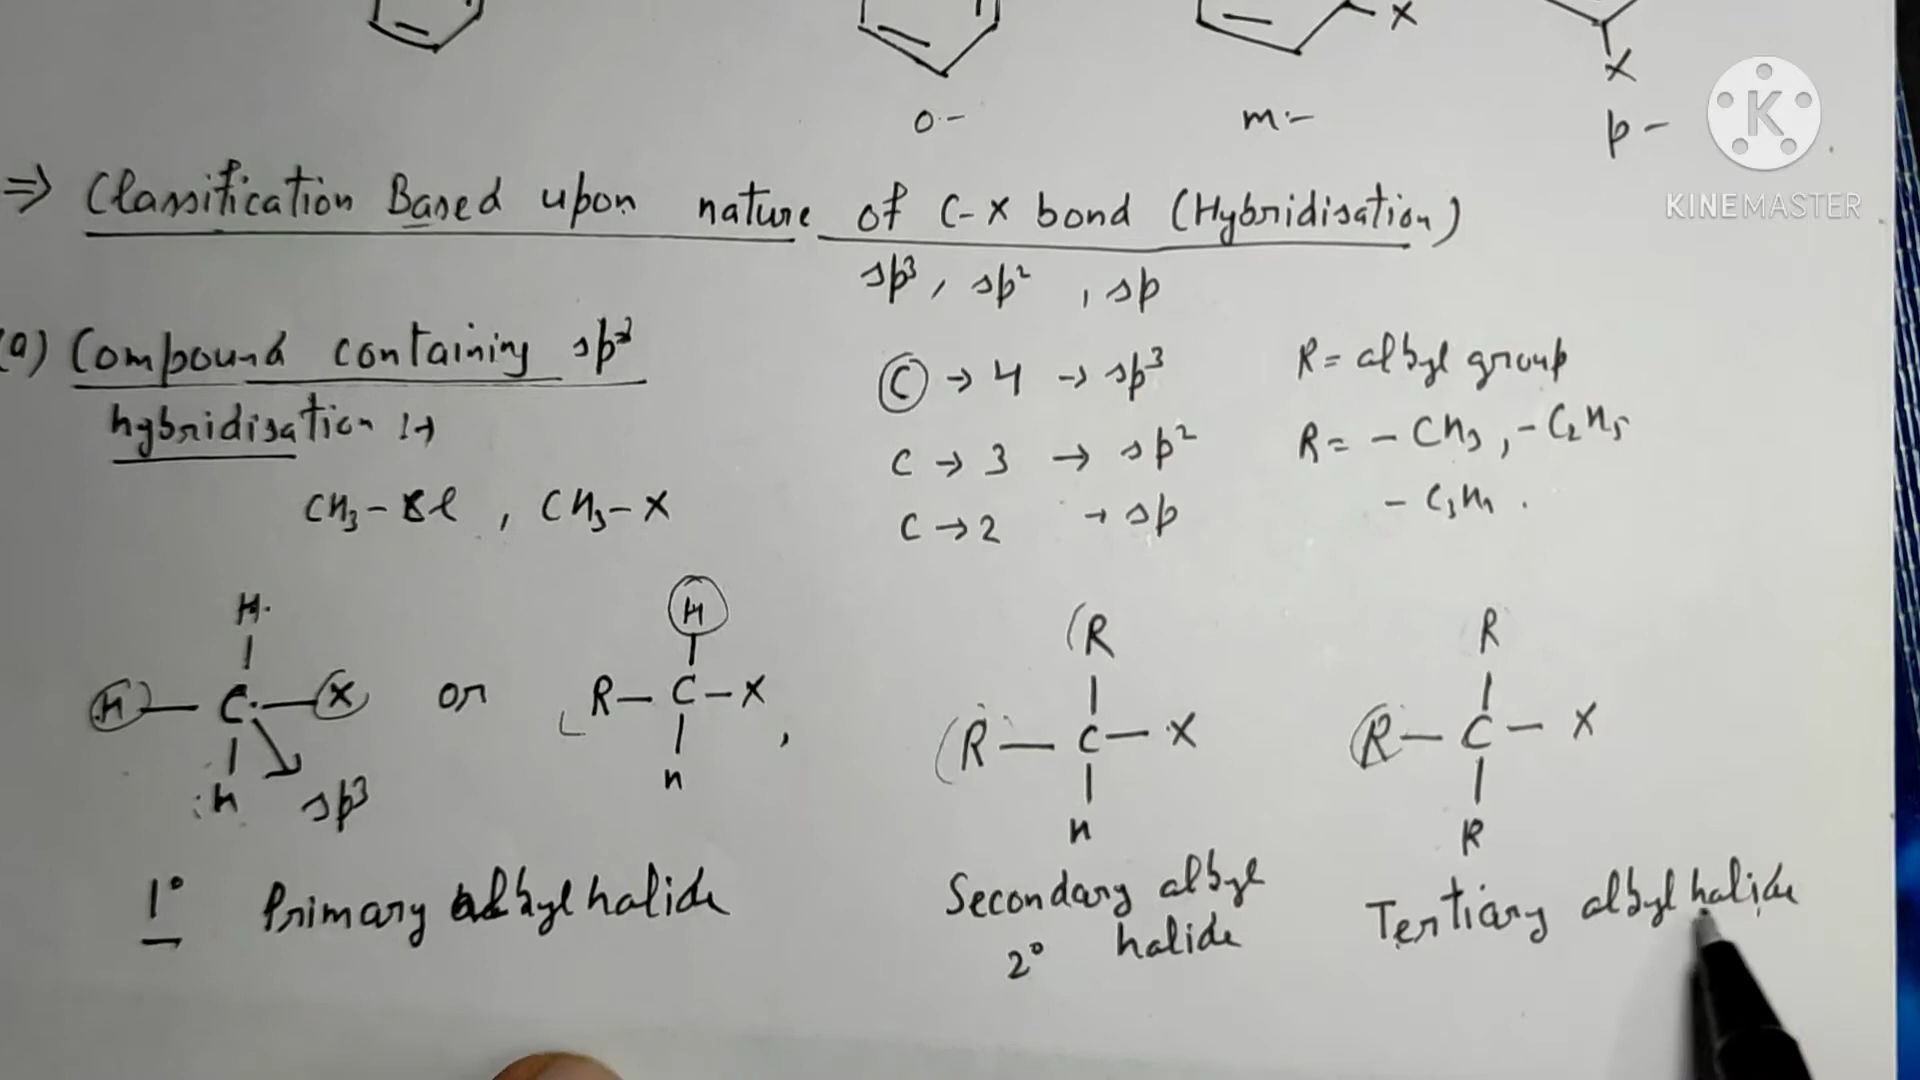 X
X
o-
m-
p-
K
KINEMASTER
⇒ Classification Based upon nature of C-X bond (Hybridisation)
sp³, sp², sp
(a) Compound containing sp³
hybridisation :→
CH₃-Cl, CH₃-X
C → 4 → sp³
C → 3 → sp²
C → 2 → sp
R = alkyl group
R = -CH₃, -C₂H₅
-C₃H₇.
H
H-C-X or
H
sp³
H
R-C-X,
H
R
R-C-X
H
R
R-C-X
R
1° Primary alkyl halide
Secondary alkyl
2° halide
Tertiary alkyl halide